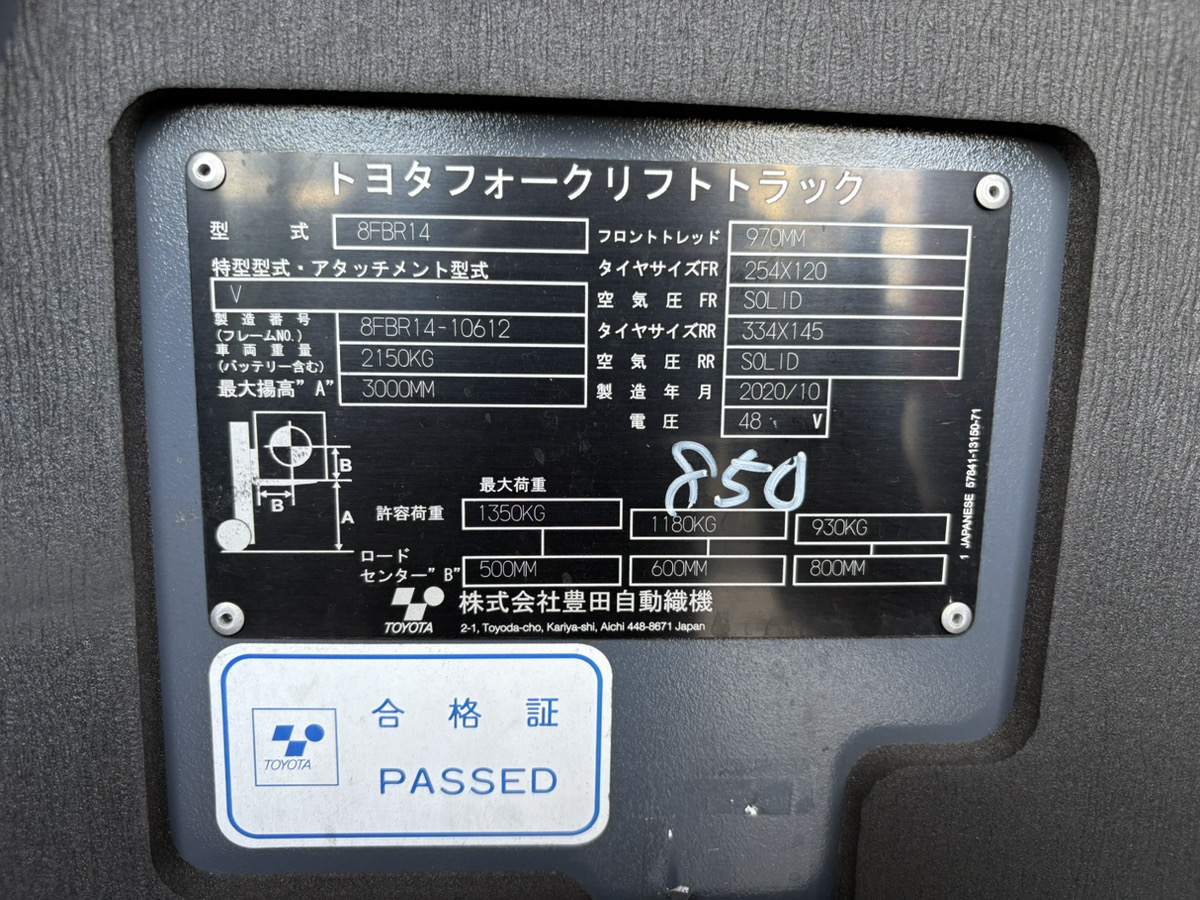 トヨタフォークリフトトラック
型式 8FBR14
特型型式・アタッチメント型式
V
製造番号
(フレームNO.) 8FBR14-10612
車両重量
(バッテリー含む) 2150KG
最大揚高"A" 3000MM
フロントトレッド 970MM
タイヤサイズFR 254X120
空気圧FR SOLID
タイヤサイズRR 334X145
空気圧RR SOLID
製造年月 2020/10
電圧 48 V
B
B
A
850
最大荷重
許容荷重 1350KG 1180KG 930KG
ロード
センター"B" 500MM 600MM 800MM
TOYOTA 株式会社豊田自動織機
2-1, Toyoda-cho, Kariya-shi, Aichi 448-8671 Japan
1 JAPANESE 57841-13150-71
TOYOTA
合格証
PASSED